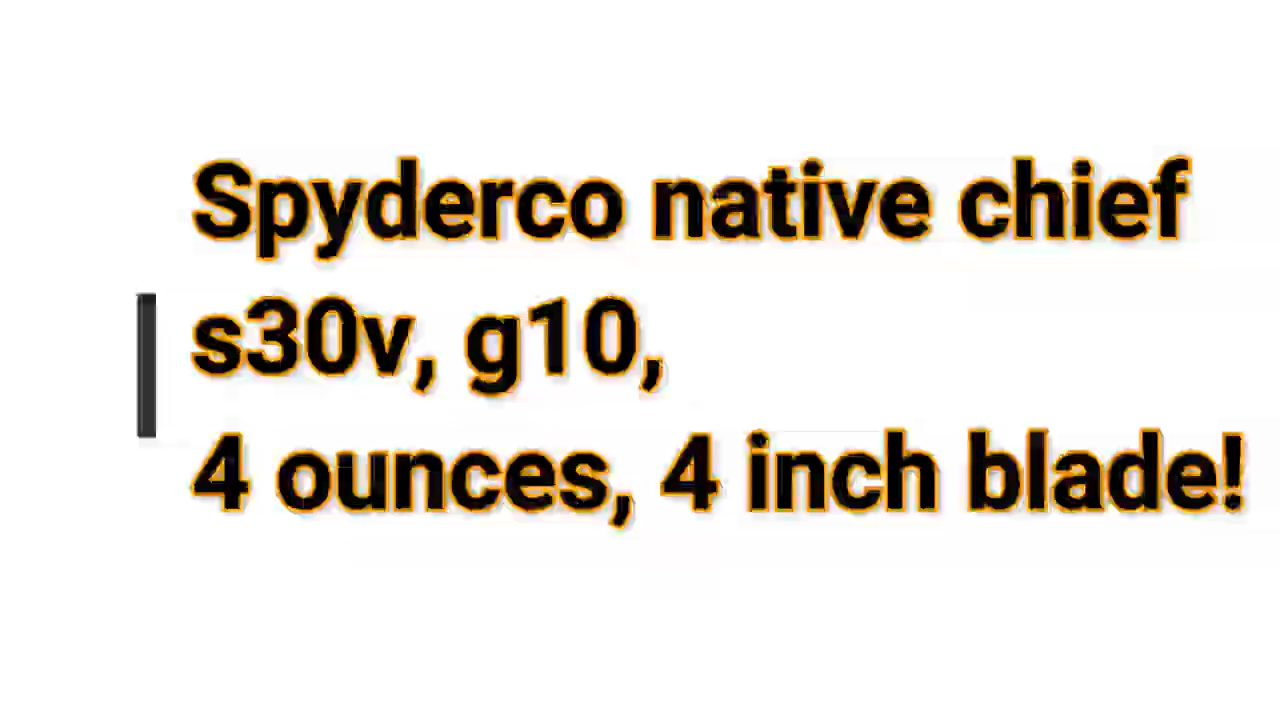 Spyderco native chief
s30v, g10,
4 ounces, 4 inch blade!